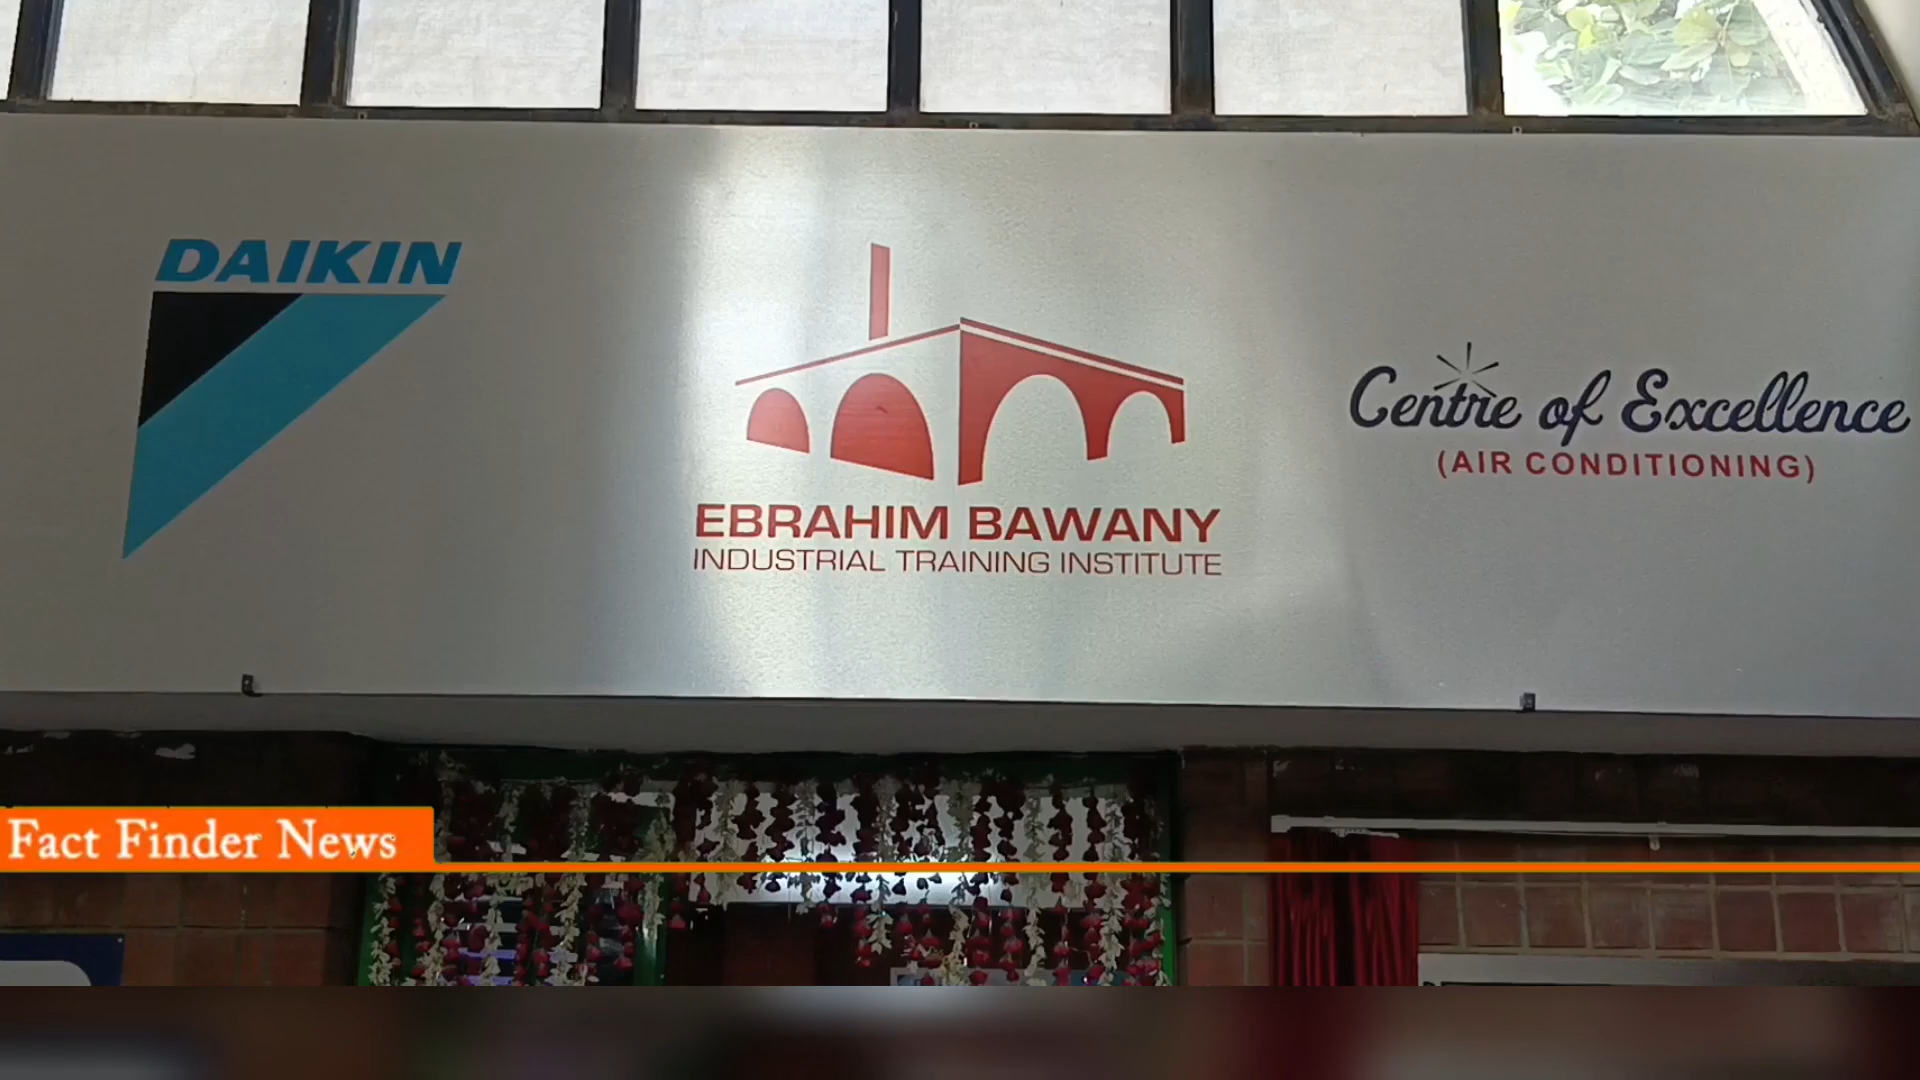 DAIKIN
EBRAHIM BAWANY
INDUSTRIAL TRAINING INSTITUTE
Centre of Excellence
(AIR CONDITIONING)
Fact Finder News